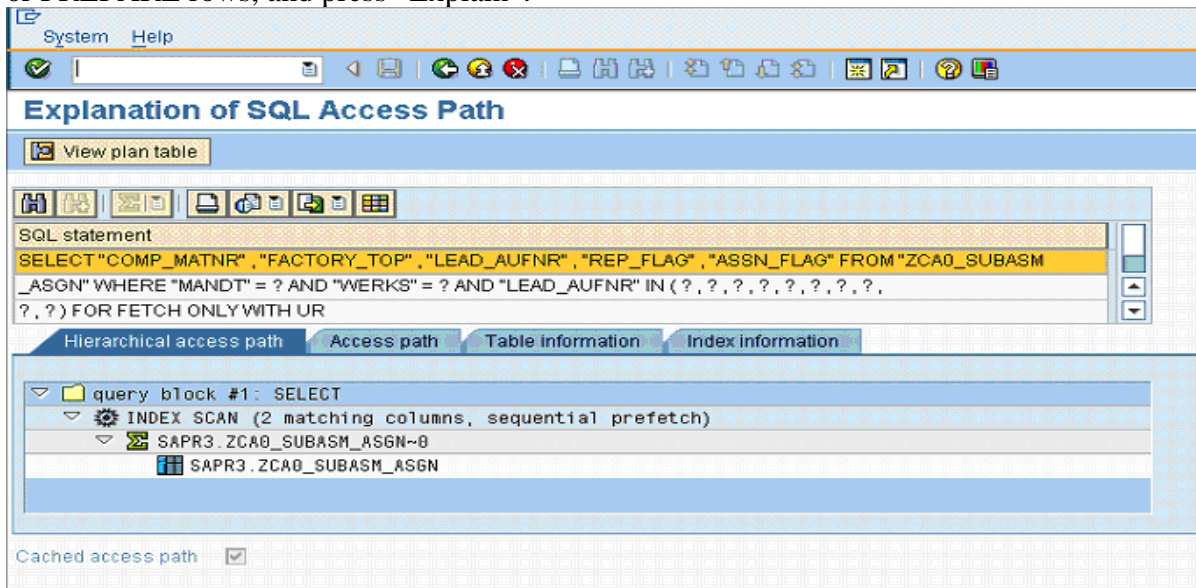 System Help
Explanation of SQL Access Path
View plan table
SQL statement
SELECT "COMP_MATNR" , "FACTORY_TOP" , "LEAD_AUFNR" , "REP_FLAG" , "ASSN_FLAG" FROM "ZCA0_SUBASM
_ASGN" WHERE "MANDT" = ? AND "WERKS" = ? AND "LEAD_AUFNR" IN ( ? , ? , ? , ? , ? , ? , ? , ? ,
? , ? ) FOR FETCH ONLY WITH UR
Hierarchical access path Access path Table information Index information
query block #1: SELECT
INDEX SCAN (2 matching columns, sequential prefetch)
SAPR3.ZCA0_SUBASM_ASGN~0
SAPR3.ZCA0_SUBASM_ASGN
Cached access path